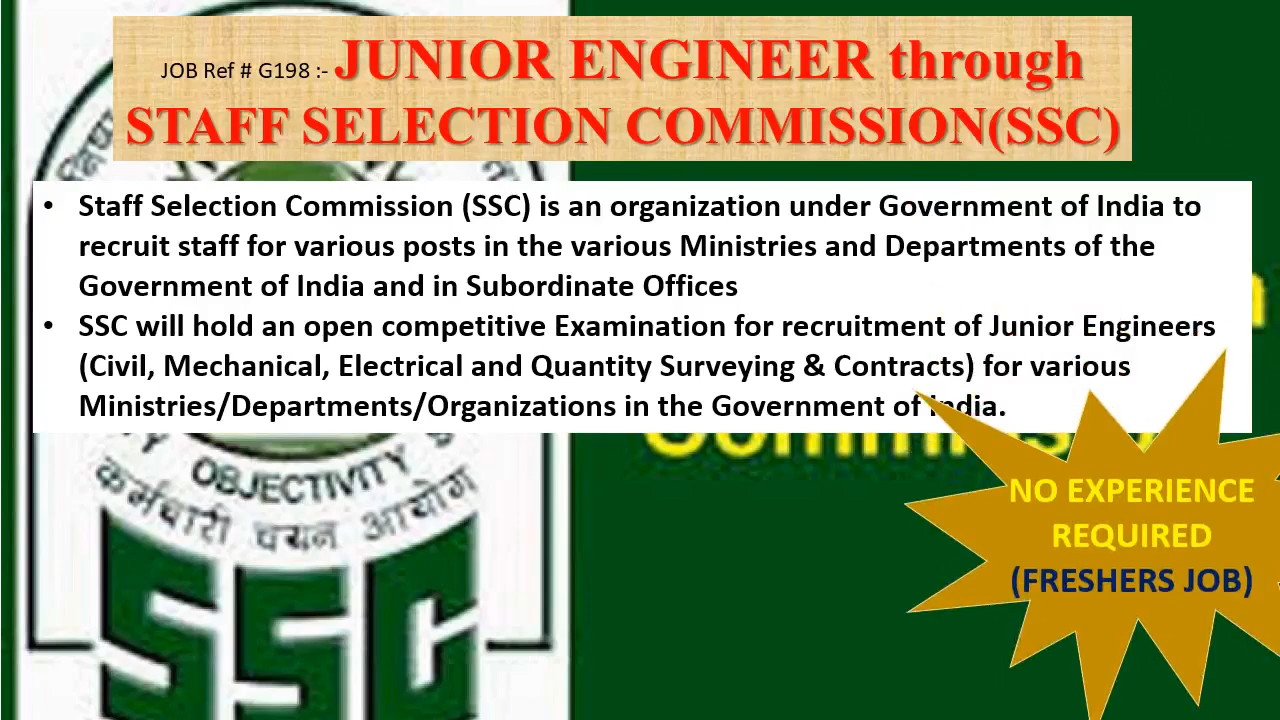 JOB Ref # G198 :- JUNIOR ENGINEER through
STAFF SELECTION COMMISSION(SSC)
• Staff Selection Commission (SSC) is an organization under Government of India to
recruit staff for various posts in the various Ministries and Departments of the
Government of India and in Subordinate Offices
• SSC will hold an open competitive Examination for recruitment of Junior Engineers
(Civil, Mechanical, Electrical and Quantity Surveying & Contracts) for various
Ministries/Departments/Organizations in the Government of India.
OBJECTIVITY
कर्मचारी चयन आयोग
SSC
NO EXPERIENCE
REQUIRED
(FRESHERS JOB)